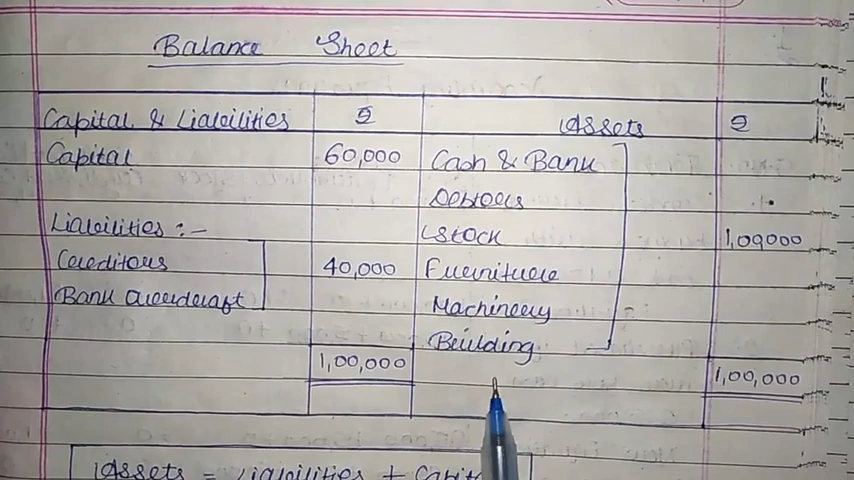 Balance Sheet
Capital & Liabilities ₹ Assets ₹
Capital 60,000 Cash & Bank
Debtors
Liabilities :- Stock 1,00000
Creditors 40,000 Furniture
Bank overdraft Machinery
Building
1,00,000 1,00,000
Assets = Liabilities + Capital